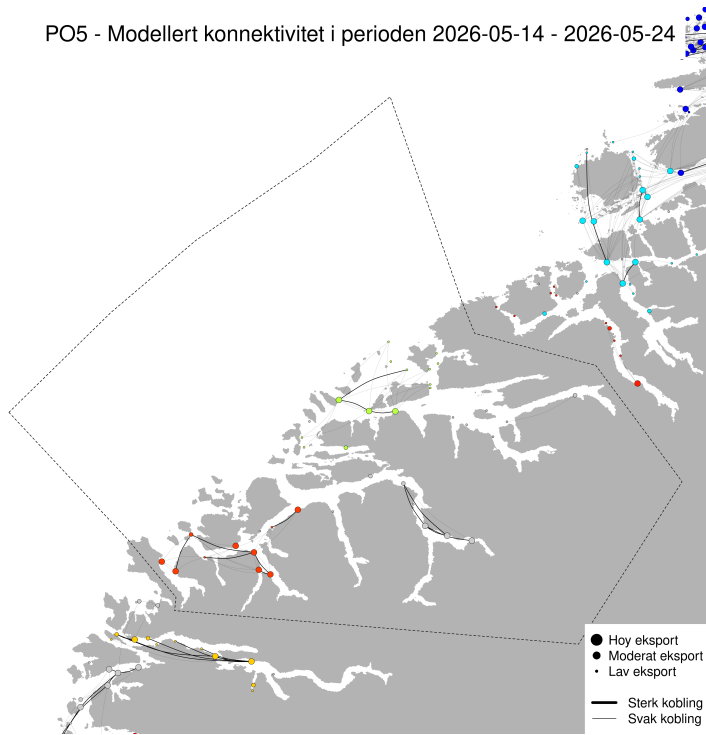 PO5 - Modellert konnektivitet i perioden 2026-05-14 - 2026-05-24
Hoy eksport
Moderat eksport
Lav eksport
Sterk kobling
Svak kobling